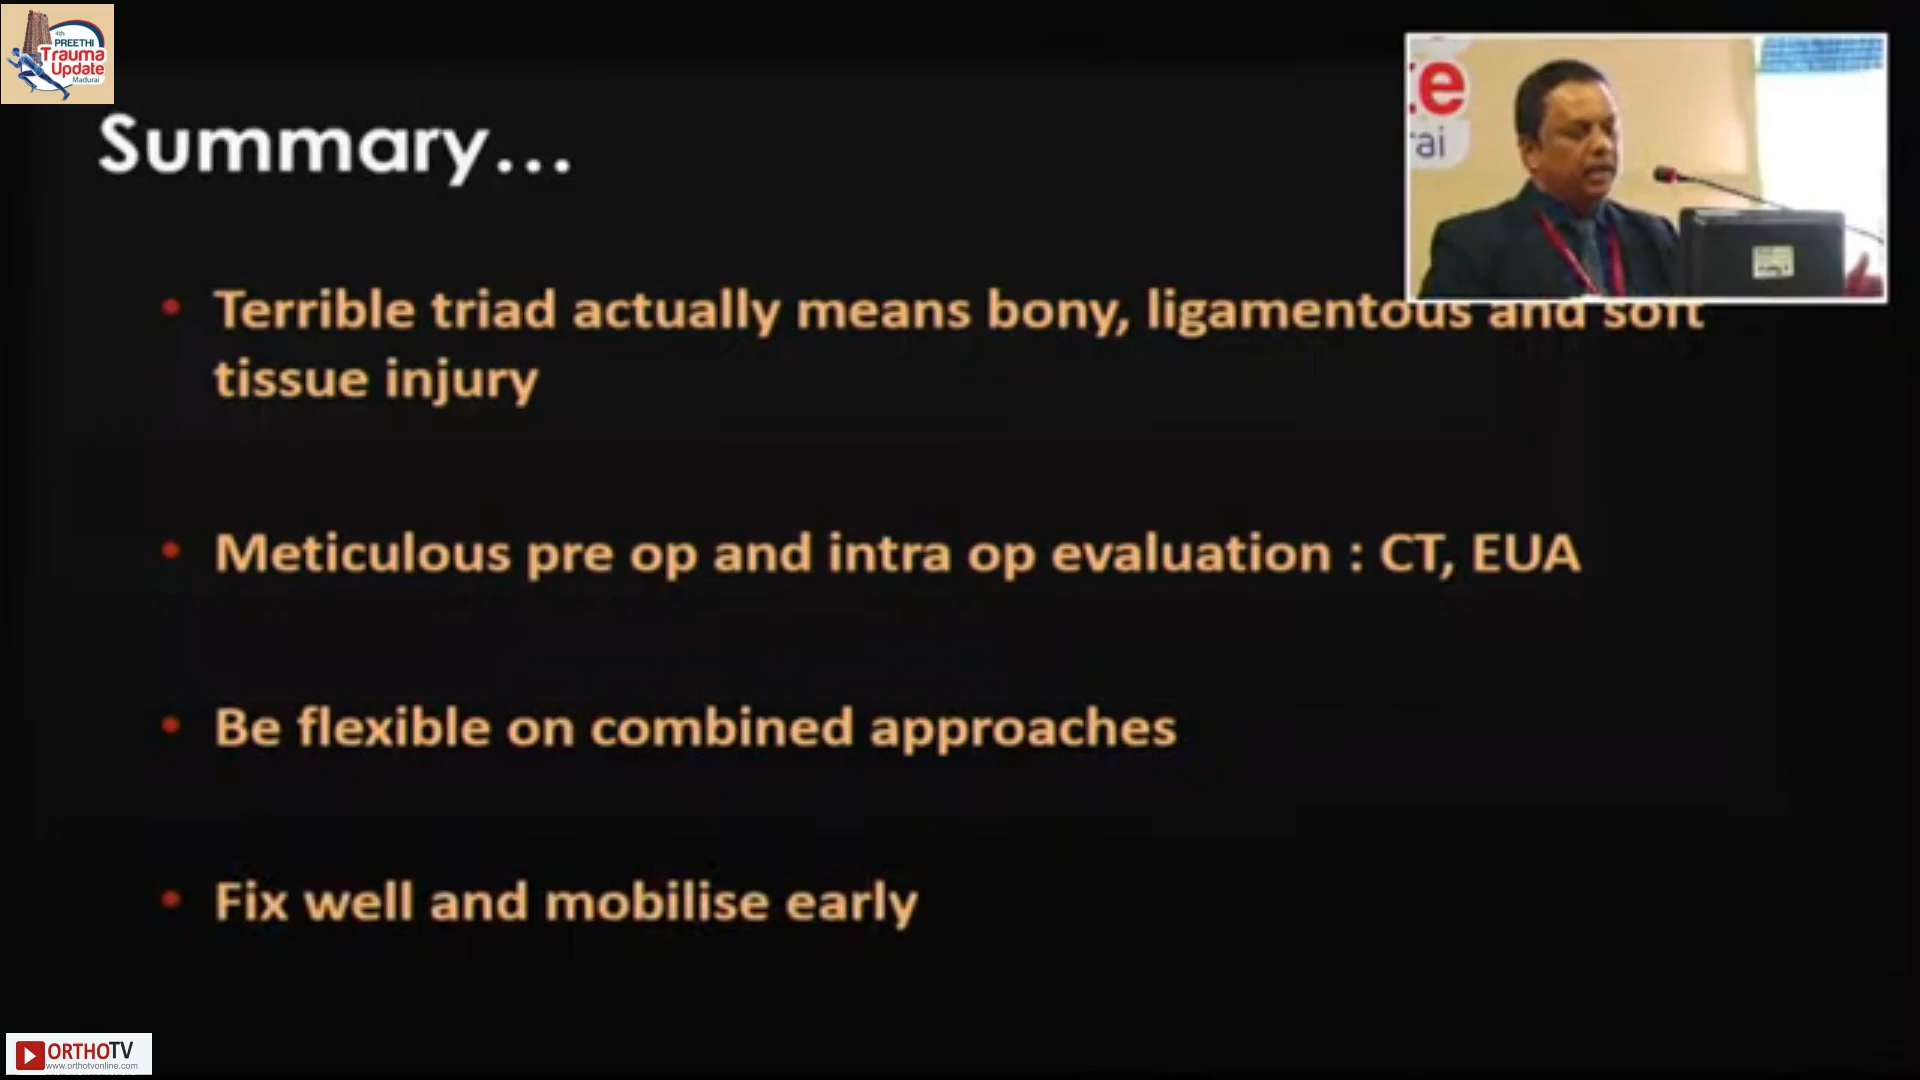 4th
PREETHI
Trauma
Update
Madurai
Summary...
e
rai
• Terrible triad actually means bony, ligamentous and soft
tissue injury
• Meticulous pre op and intra op evaluation : CT, EUA
• Be flexible on combined approaches
• Fix well and mobilise early
ORTHOTV
www.orthotvonline.com